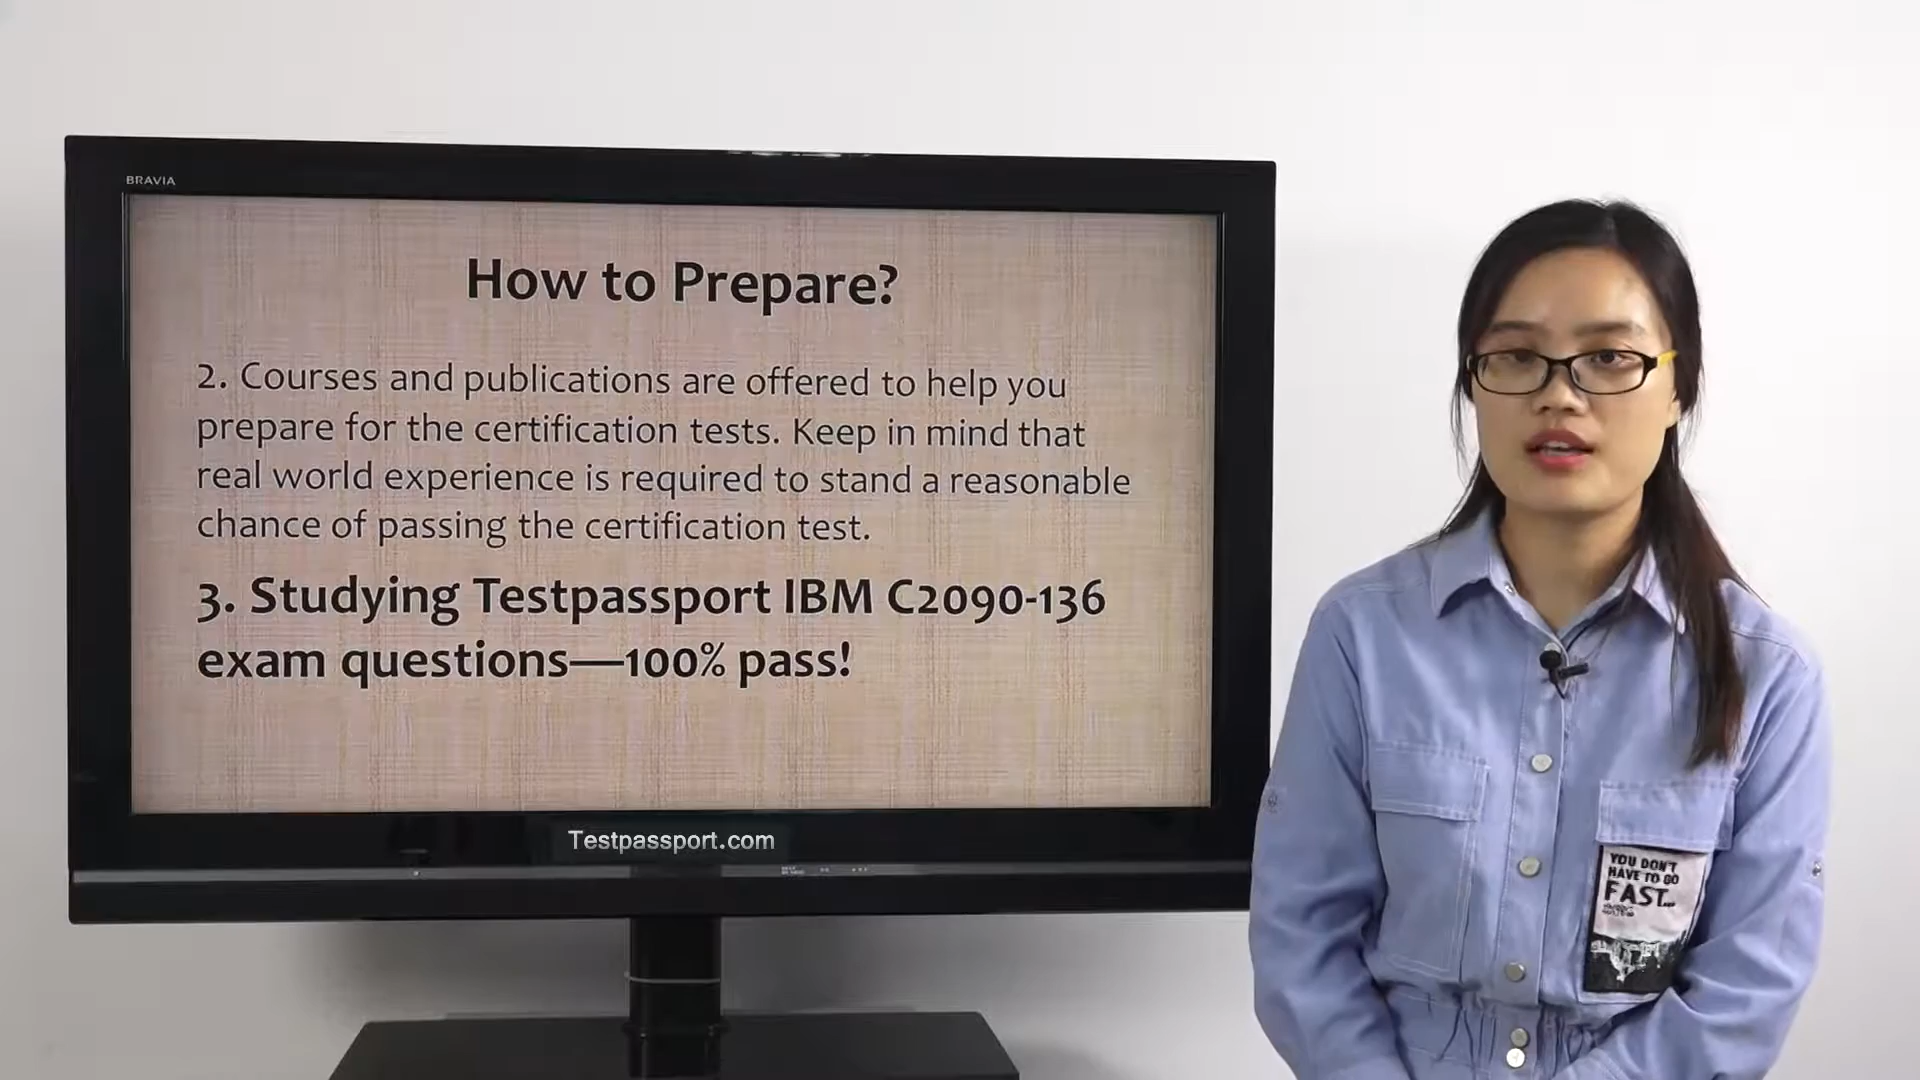 BRAVIA
How to Prepare?
2. Courses and publications are offered to help you
prepare for the certification tests. Keep in mind that
real world experience is required to stand a reasonable
chance of passing the certification test.
3. Studying Testpassport IBM C2090-136
exam questions—100% pass!
Testpassport.com
YOU DON'T
HAVE TO GO
FAST...